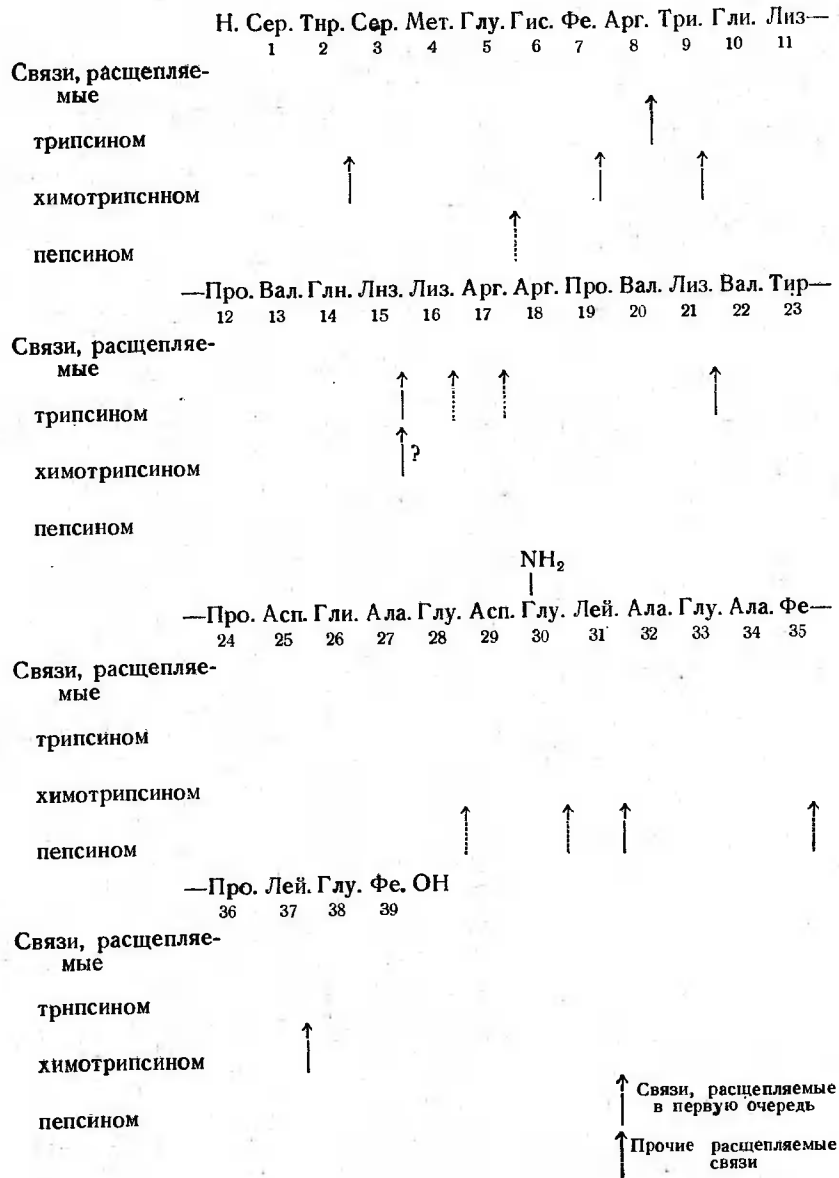 Н. Сер. Тнр. Сер. Мет. Глу. Гис. Фе. Арг. Три. Гли. Лиз—
1 2 3 4 5 6 7 8 9 10 11
Связи, расщепляе-
мые
трипсином
химотрипснном
пепсином
—Про. Вал. Глн. Лнз. Лиз. Арг. Арг. Про. Вал. Лиз. Вал. Тир—
12 13 14 15 16 17 18 19 20 21 22 23
Связи, расщепляе-
мые
трипсином
?
химотрипсином
пепсином
NH₂
—Про. Асп. Гли. Ала. Глу. Асп. Глу. Лей. Ала. Глу. Ала. Фе—
24 25 26 27 28 29 30 31 32 33 34 35
Связи, расщепляе-
мые
трипсином
химотрипсином
пепсином
—Про. Лей. Глу. Фе. ОН
36 37 38 39
Связи, расщепляе-
мые
трнпсином
химотрипсином
пепсином
Связи, расщепляемые
в первую очередь
Прочие расщепляемые
связи